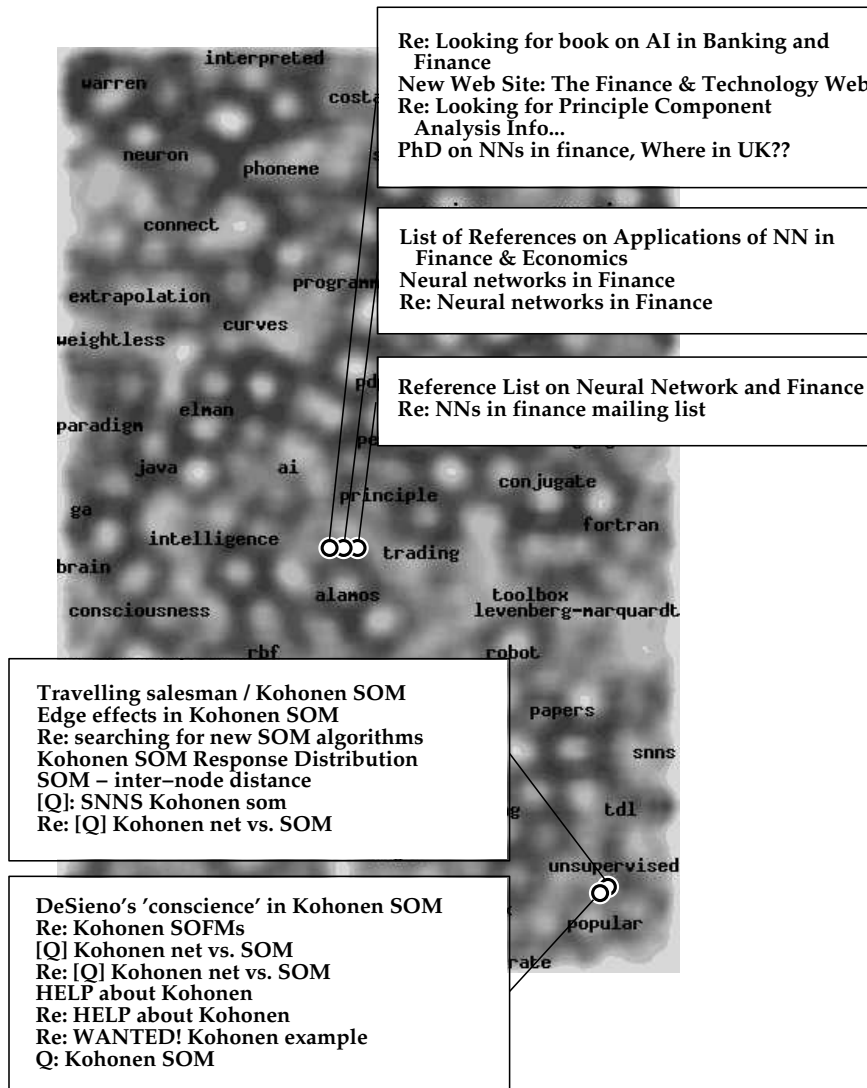 interpreted
warren
costa
neuron
phoneme
connect
programm
extrapolation
curves
weightless
elman
paradigm
java
ai
principle
conjugate
ga
fortran
intelligence
trading
brain
alamos
toolbox
consciousness
levenberg-marquardt
rbf
robot
papers
snns
tdl
unsupervised
popular
rate
Re: Looking for book on AI in Banking and
Finance
New Web Site: The Finance & Technology Web
Re: Looking for Principle Component
Analysis Info...
PhD on NNs in finance, Where in UK??
List of References on Applications of NN in
Finance & Economics
Neural networks in Finance
Re: Neural networks in Finance
Reference List on Neural Network and Finance
Re: NNs in finance mailing list
Travelling salesman / Kohonen SOM
Edge effects in Kohonen SOM
Re: searching for new SOM algorithms
Kohonen SOM Response Distribution
SOM – inter–node distance
[Q]: SNNS Kohonen som
Re: [Q] Kohonen net vs. SOM
DeSieno's 'conscience' in Kohonen SOM
Re: Kohonen SOFMs
[Q] Kohonen net vs. SOM
Re: [Q] Kohonen net vs. SOM
HELP about Kohonen
Re: HELP about Kohonen
Re: WANTED! Kohonen example
Q: Kohonen SOM